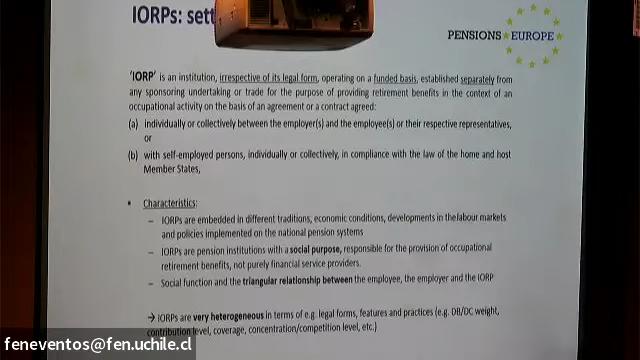 IORPs: sett
PENSIONS EUROPE
'IORP' is an institution, irrespective of its legal form, operating on a funded basis, established separately from
any sponsoring undertaking or trade for the purpose of providing retirement benefits in the context of an
occupational activity on the basis of an agreement or a contract agreed:
(a) individually or collectively between the employer(s) and the employee(s) or their respective representatives,
or
(b) with self-employed persons, individually or collectively, in compliance with the law of the home and host
Member States,
• Characteristics:
– IORPs are embedded in different traditions, economic conditions, developments in the labour markets
and policies implemented on the national pension systems
– IORPs are pension institutions with a social purpose, responsible for the provision of occupational
retirement benefits, not purely financial service providers.
– Social function and the triangular relationship between the employee, the employer and the IORP
→ IORPs are very heterogeneous in terms of e.g. legal forms, features and practices (e.g. DB/DC weight,
contribution level, coverage, concentration/competition level, etc.)
feneventos@fen.uchile.cl